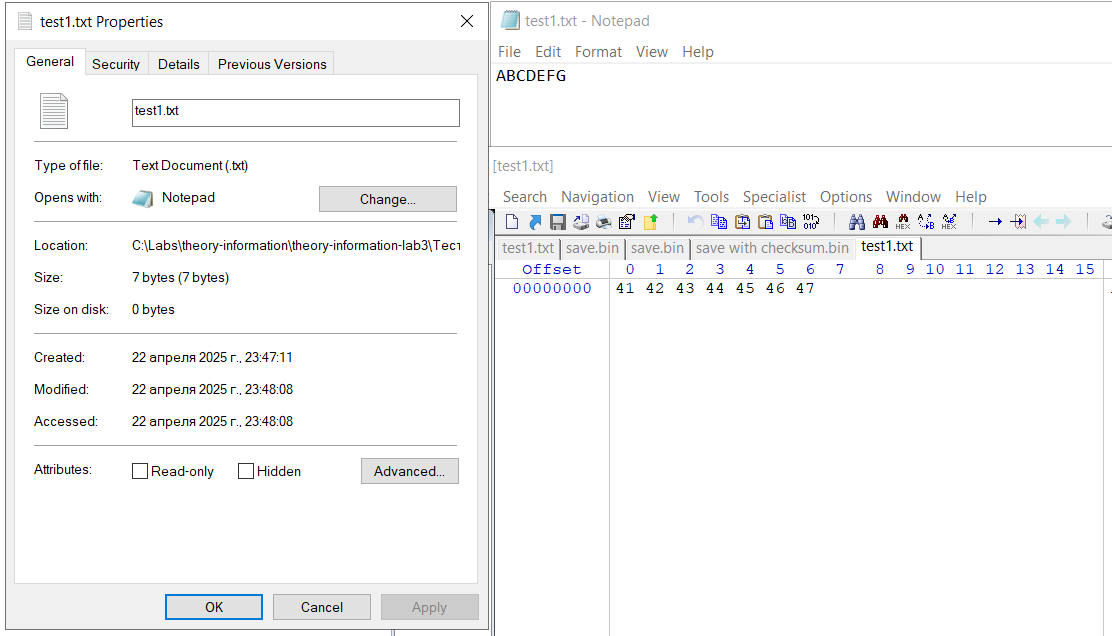 test1.txt Properties
General Security Details Previous Versions
test1.txt
Type of file: Text Document (.txt)
Opens with: Notepad Change...
Location: C:\Labs\theory-information\theory-information-lab3\Тест
Size: 7 bytes (7 bytes)
Size on disk: 0 bytes
Created: 22 апреля 2025 г., 23:47:11
Modified: 22 апреля 2025 г., 23:48:08
Accessed: 22 апреля 2025 г., 23:48:08
Attributes: Read-only Hidden Advanced...
OK Cancel Apply
test1.txt - Notepad
File Edit Format View Help
ABCDEFG
[test1.txt]
Search Navigation View Tools Specialist Options Window Help
test1.txt save.bin save.bin save with checksum.bin test1.txt
Offset 0 1 2 3 4 5 6 7 8 9 10 11 12 13 14 15
00000000 41 42 43 44 45 46 47